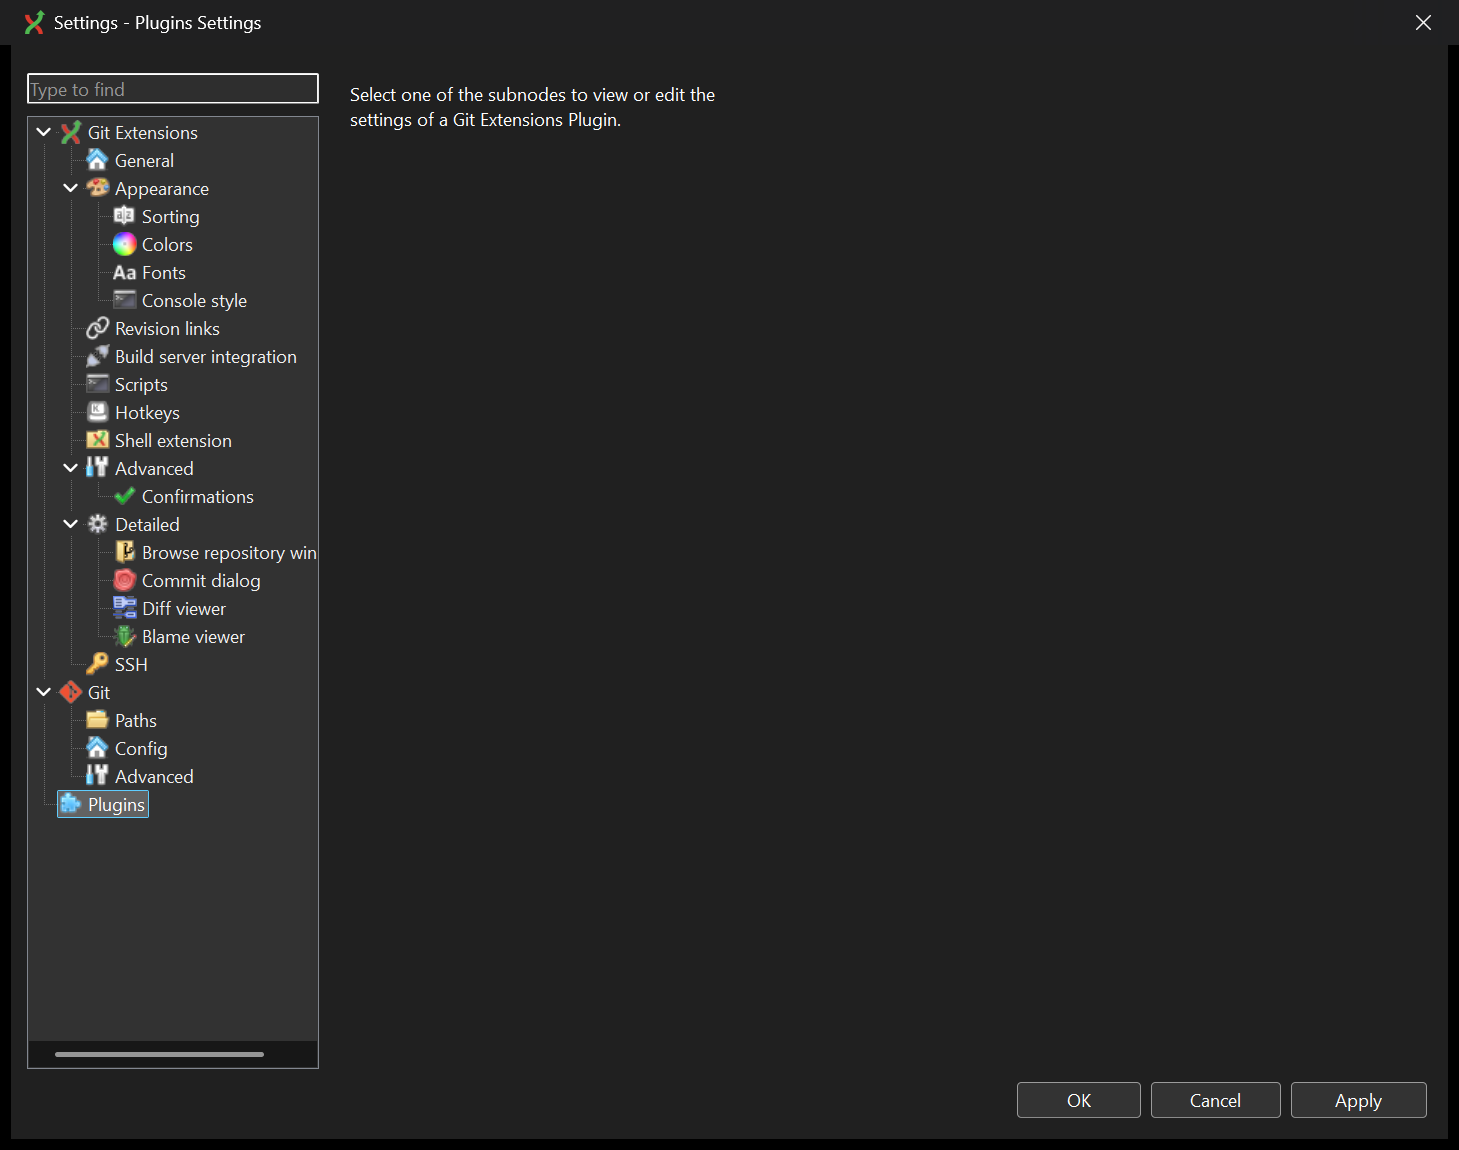 Settings - Plugins Settings
Type to find
Select one of the subnodes to view or edit the
settings of a Git Extensions Plugin.
Git Extensions
General
Appearance
Sorting
Colors
Aa Fonts
Console style
Revision links
Build server integration
Scripts
Hotkeys
Shell extension
Advanced
Confirmations
Detailed
Browse repository win
Commit dialog
Diff viewer
Blame viewer
SSH
Git
Paths
Config
Advanced
Plugins
OK
Cancel
Apply